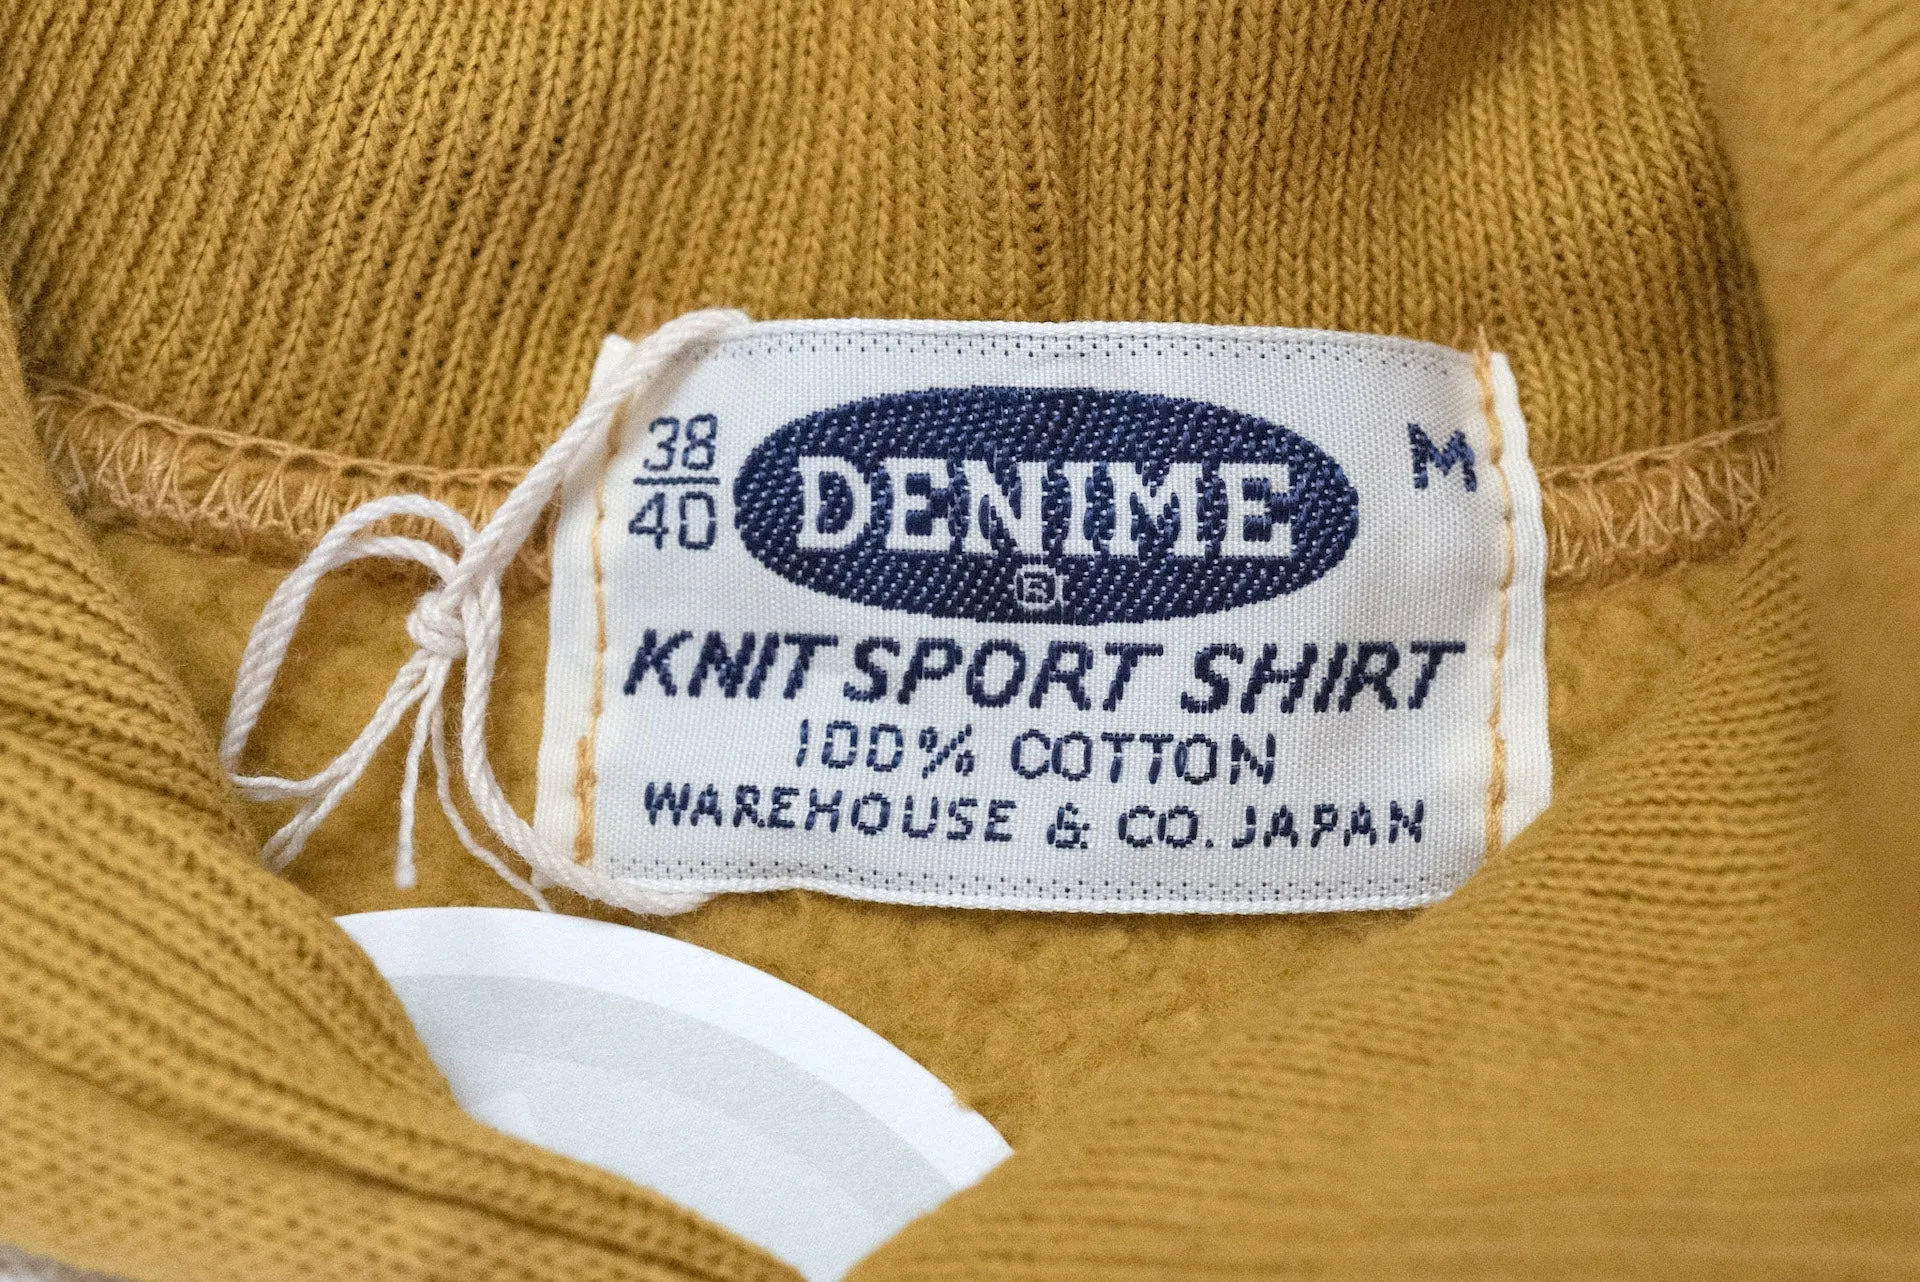 38
40
DENIME
®
M
KNIT SPORT SHIRT
100% COTTON
WAREHOUSE & CO. JAPAN